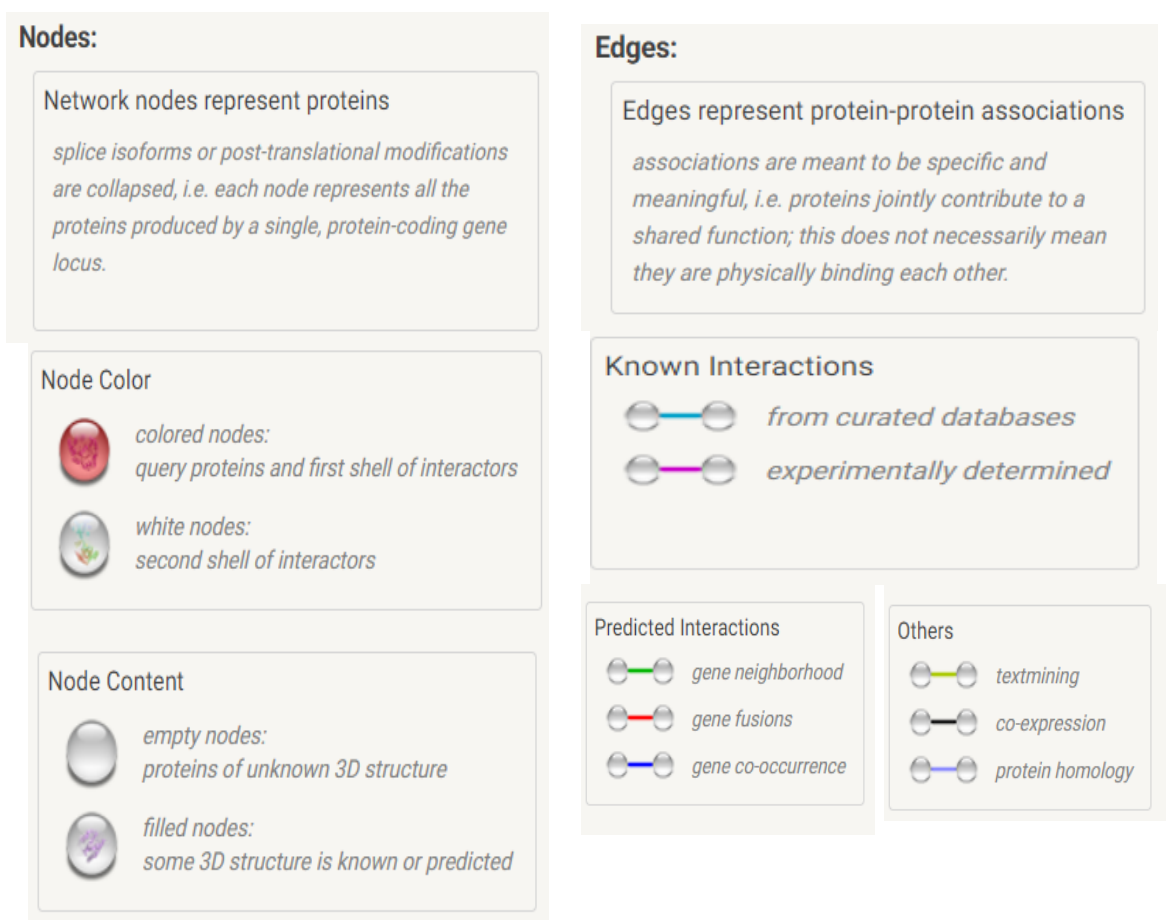 Nodes:
Network nodes represent proteins
splice isoforms or post-translational modifications
are collapsed, i.e. each node represents all the
proteins produced by a single, protein-coding gene
locus.
Node Color
colored nodes:
query proteins and first shell of interactors
white nodes:
second shell of interactors
Node Content
empty nodes:
proteins of unknown 3D structure
filled nodes:
some 3D structure is known or predicted
Edges:
Edges represent protein-protein associations
associations are meant to be specific and
meaningful, i.e. proteins jointly contribute to a
shared function; this does not necessarily mean
they are physically binding each other.
Known Interactions
from curated databases
experimentally determined
Predicted Interactions
gene neighborhood
gene fusions
gene co-occurrence
Others
textmining
co-expression
protein homology